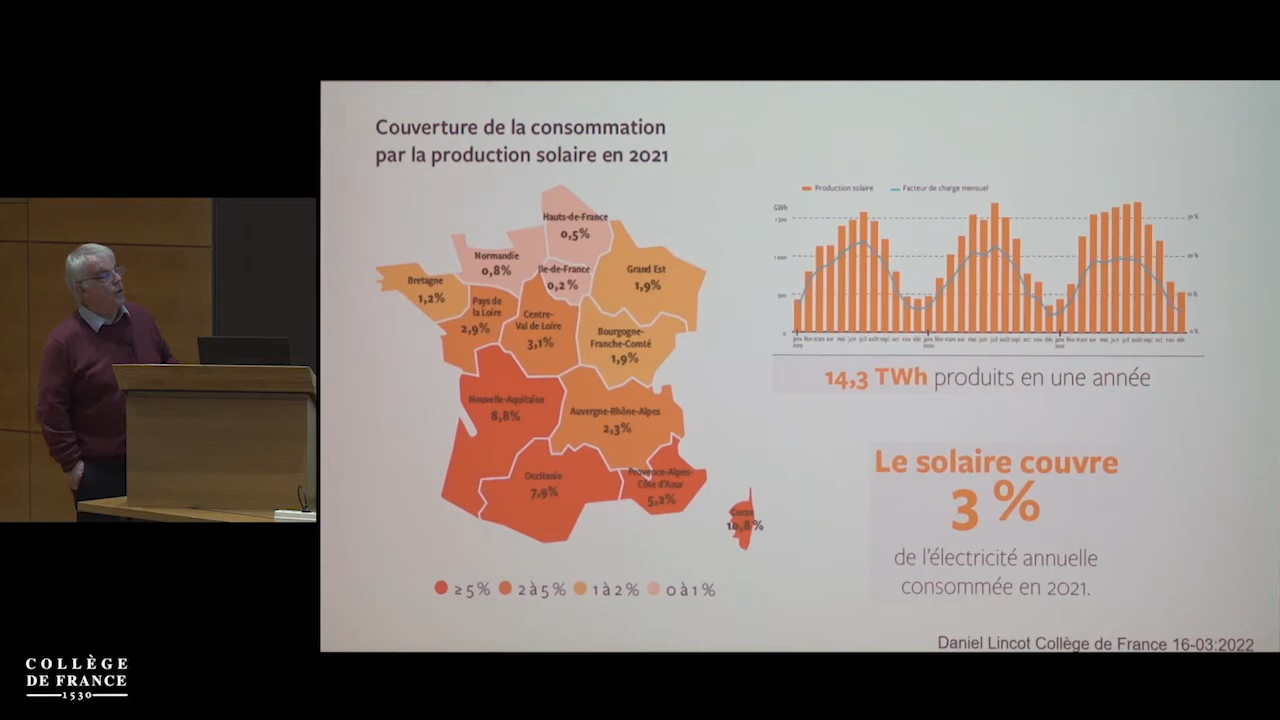 Couverture de la consommation
par la production solaire en 2021
Hauts-de-France
0,5%
Normandie
0,8%
Île-de-France
0,2 %
Grand Est
1,9%
Bretagne
1,2%
Pays de
la Loire
2,9%
Centre-
Val de Loire
3,1%
Bourgogne-
Franche-Comté
1,9%
Nouvelle-Aquitaine
8,8%
Auvergne-Rhône-Alpes
2,3%
Occitanie
7,9%
Provence-Alpes-
Côte d'Azur
5,2%
Corse
10,8%
≥5% 2 à 5% 1 à 2% 0 à 1%
Production solaire Facteur de charge mensuel
GWh
14,3 TWh produits en une année
Le solaire couvre
3 %
de l'électricité annuelle
consommée en 2021.
Daniel Lincot Collège de France 16-03:2022
COLLÈGE
DE FRANCE
1530